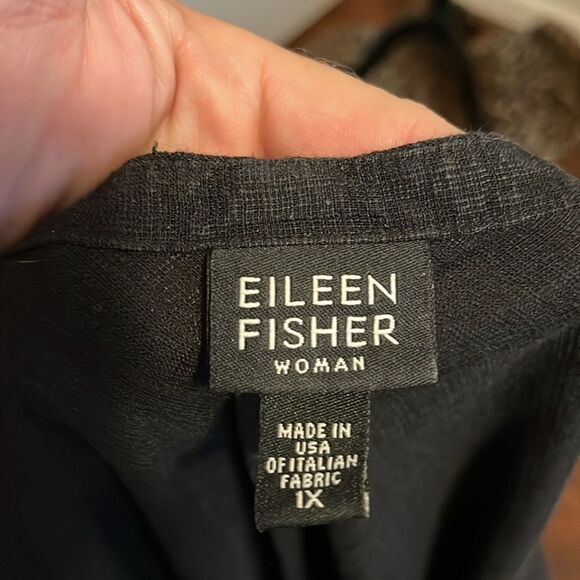 EILEEN
FISHER
WOMAN
MADE IN
USA
OF ITALIAN
FABRIC
1X